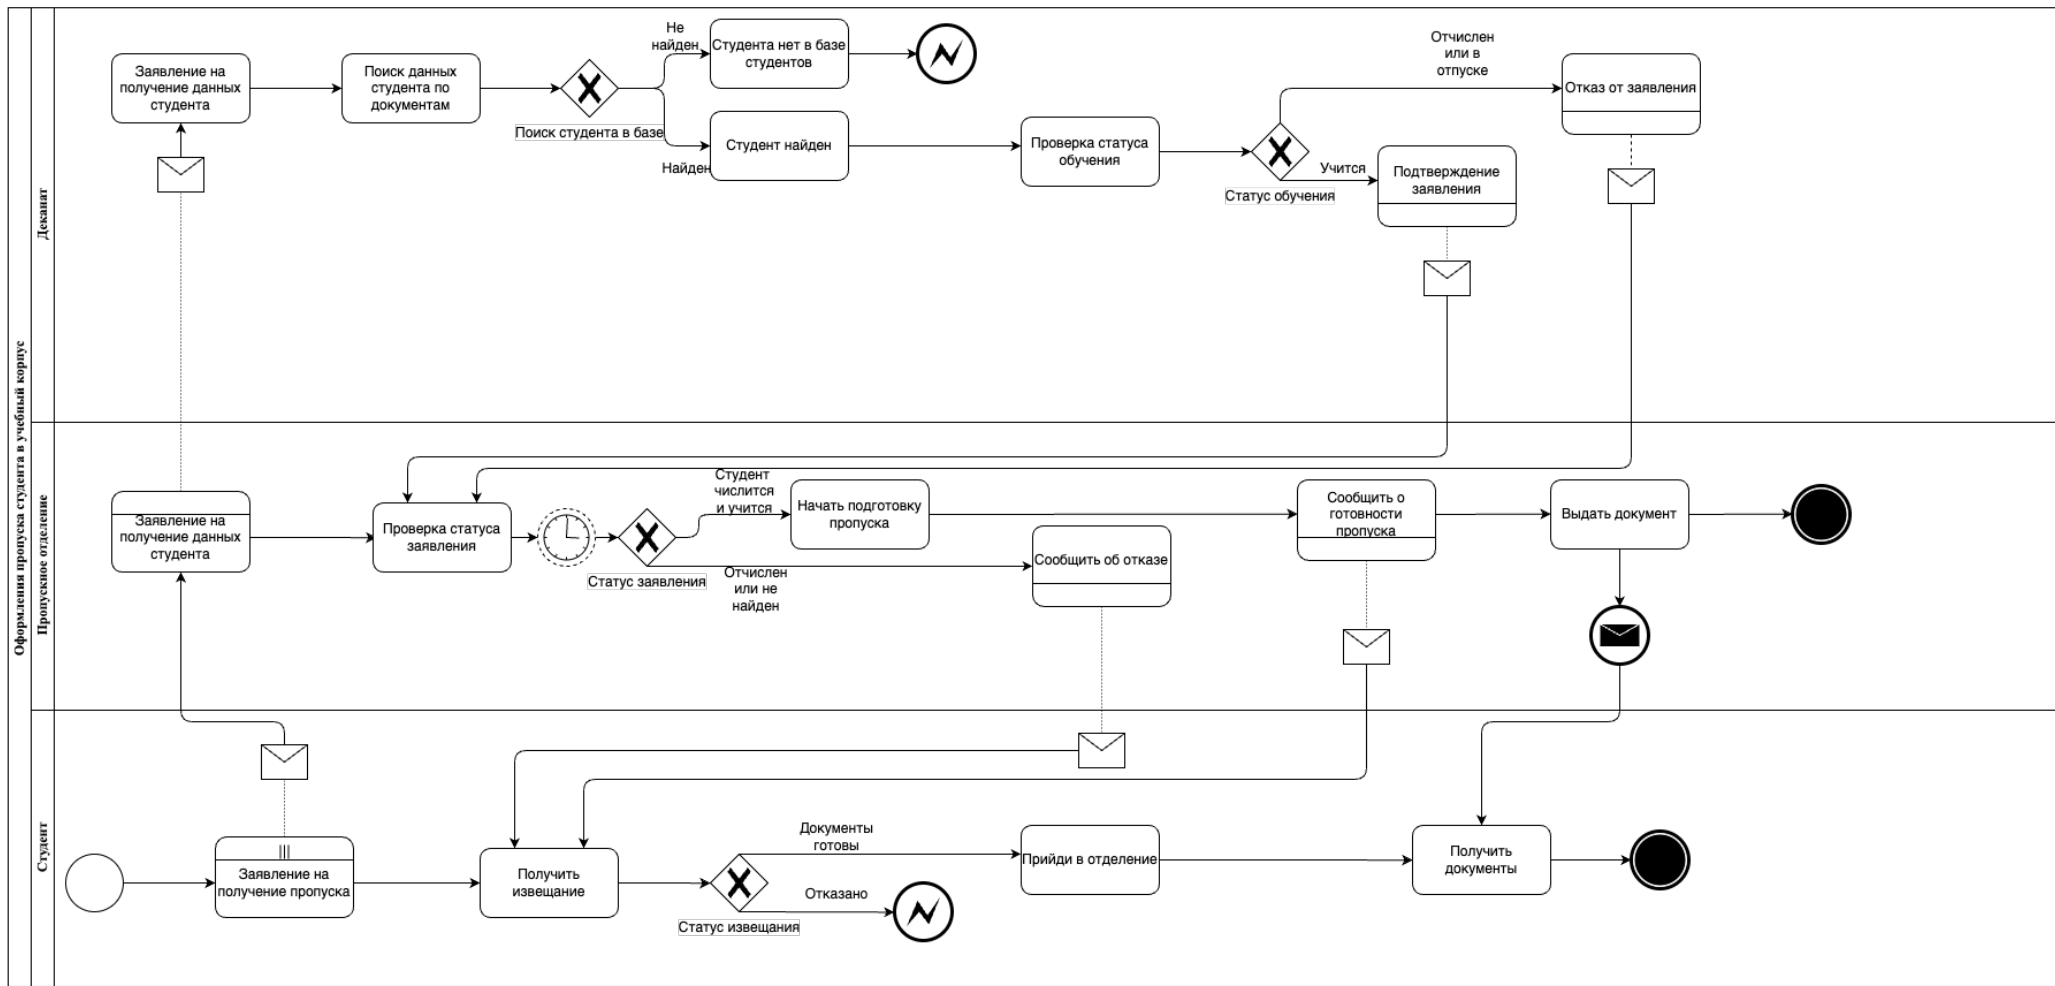 Оформления пропуска студента в учебный корпус
Деканат
Заявление на
получение данных
студента
Поиск данных
студента по
документам
Поиск студента в базе
Не
найден
Студента нет в базе
студентов
Найден
Студент найден
Проверка статуса
обучения
Статус обучения
Отчислен
или в
отпуске
Отказ от заявления
Учится
Подтверждение
заявления
Пропускное отделение
Заявление на
получение данных
студента
Проверка статуса
заявления
Статус заявления
Студент
числится
и учится
Начать подготовку
пропуска
Отчислен
или не
найден
Сообщить об отказе
Сообщить о
готовности
пропуска
Выдать документ
Студент
Заявление на
получение пропуска
Получить
извещание
Статус извещания
Документы
готовы
Отказано
Прийди в отделение
Получить
документы